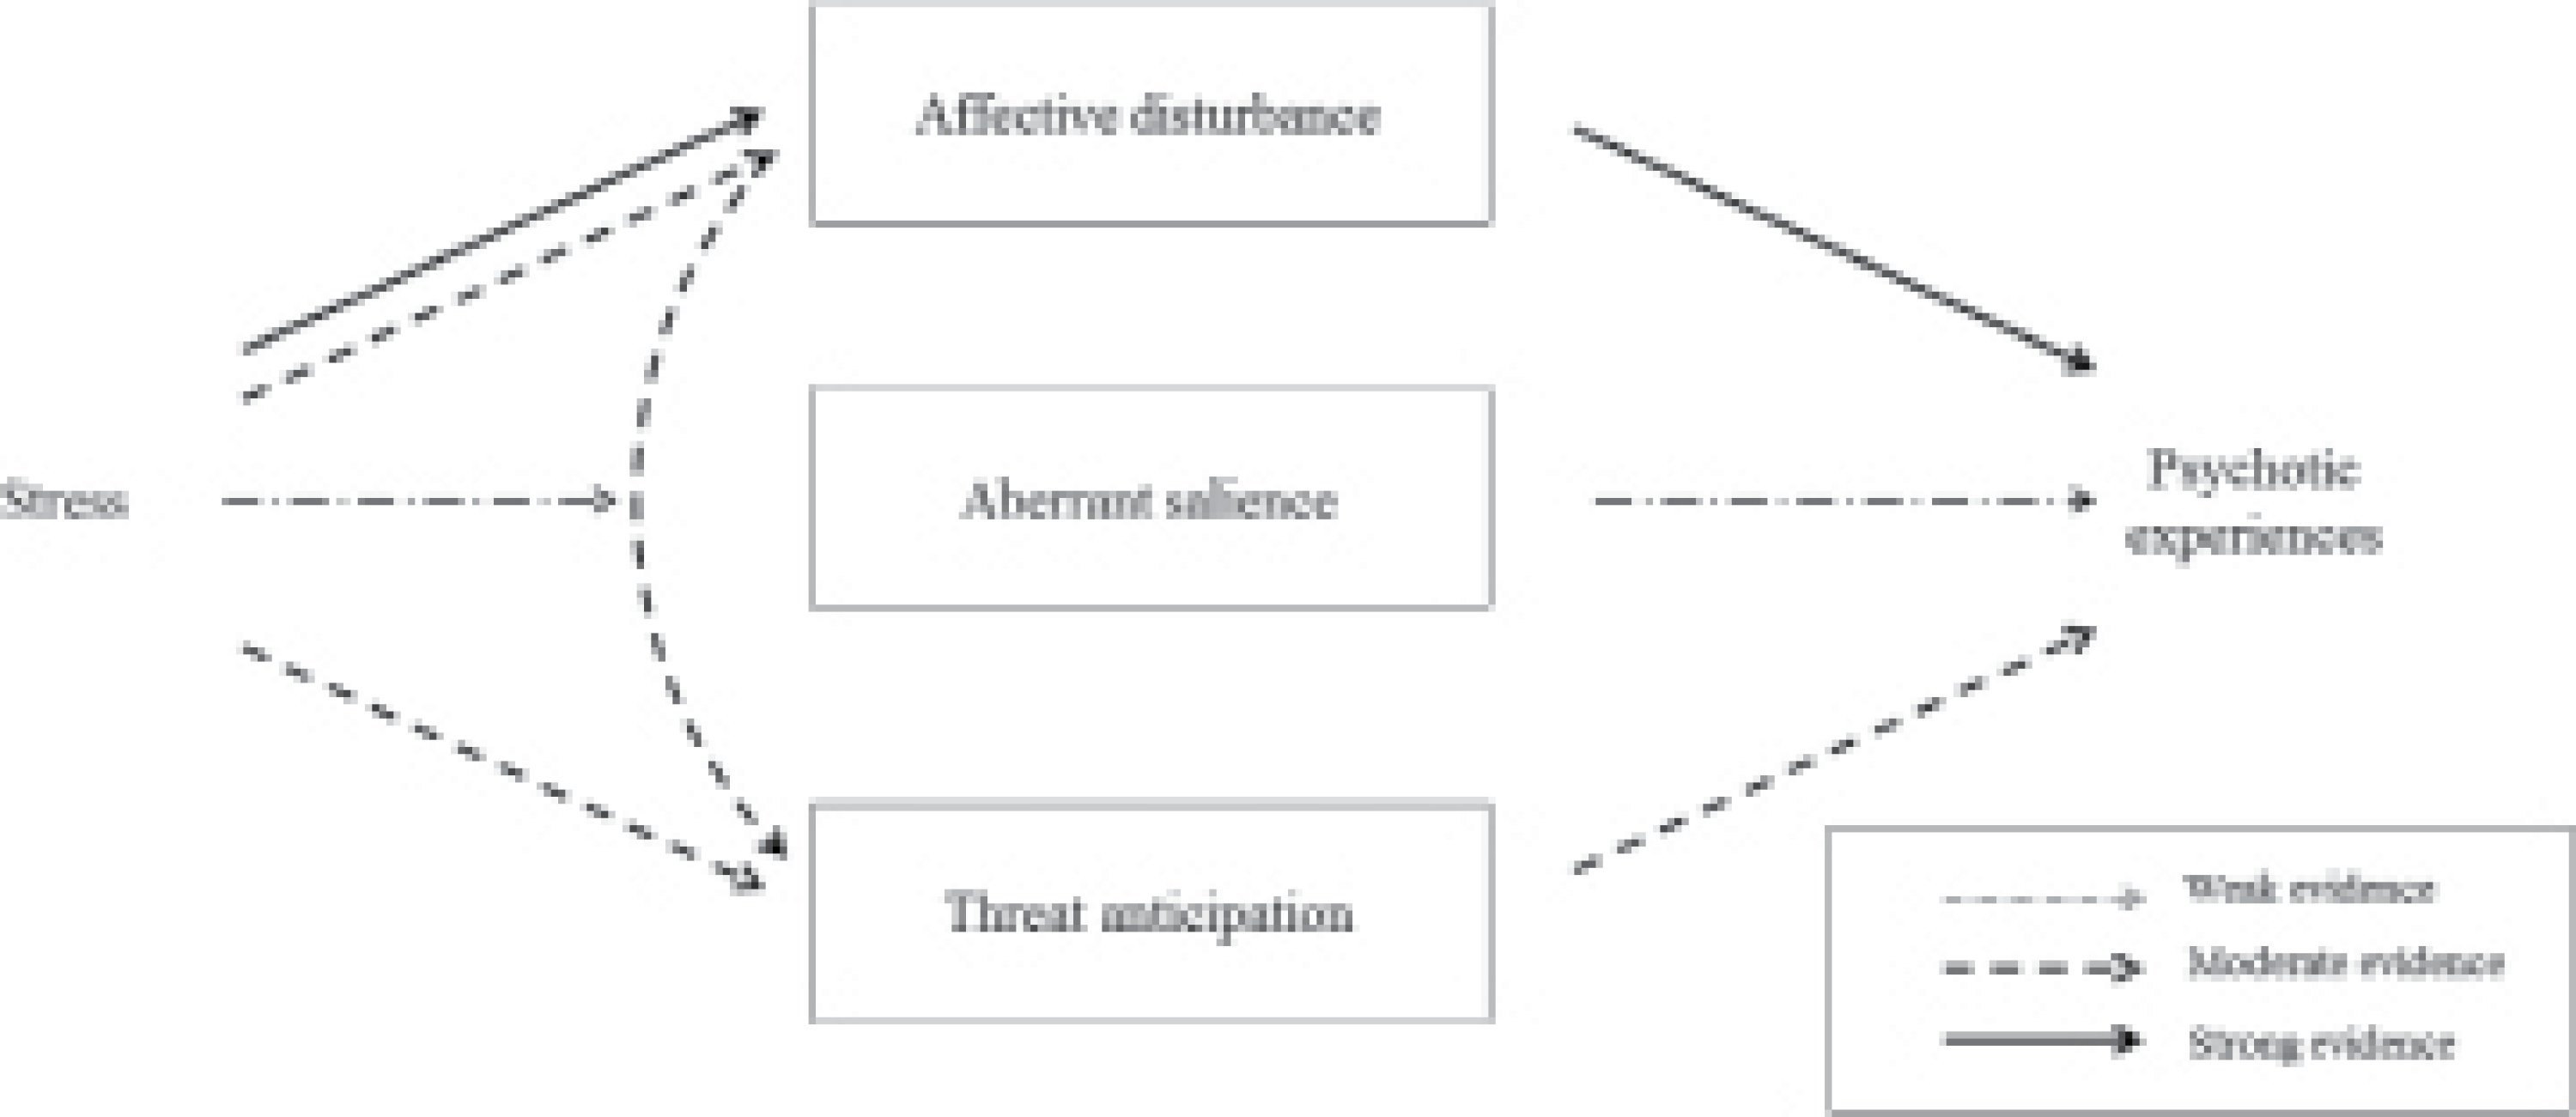 Affective disturbance
Stress
Aberrant salience
Psychotic
experiences
Threat anticipation
Weak evidence
Moderate evidence
Strong evidence